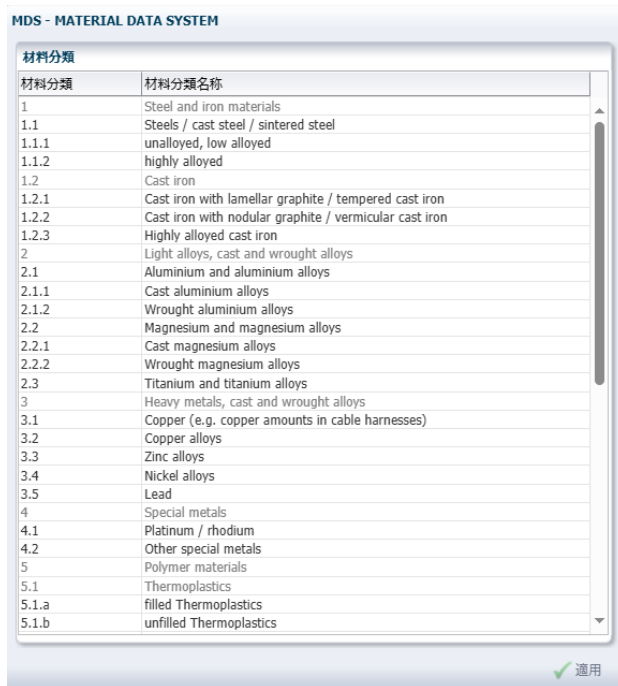 MDS - MATERIAL DATA SYSTEM
材料分類
材料分類 材料分類名称
1 Steel and iron materials
1.1 Steels / cast steel / sintered steel
1.1.1 unalloyed, low alloyed
1.1.2 highly alloyed
1.2 Cast iron
1.2.1 Cast iron with lamellar graphite / tempered cast iron
1.2.2 Cast iron with nodular graphite / vermicular cast iron
1.2.3 Highly alloyed cast iron
2 Light alloys, cast and wrought alloys
2.1 Aluminium and aluminium alloys
2.1.1 Cast aluminium alloys
2.1.2 Wrought aluminium alloys
2.2 Magnesium and magnesium alloys
2.2.1 Cast magnesium alloys
2.2.2 Wrought magnesium alloys
2.3 Titanium and titanium alloys
3 Heavy metals, cast and wrought alloys
3.1 Copper (e.g. copper amounts in cable harnesses)
3.2 Copper alloys
3.3 Zinc alloys
3.4 Nickel alloys
3.5 Lead
4 Special metals
4.1 Platinum / rhodium
4.2 Other special metals
5 Polymer materials
5.1 Thermoplastics
5.1.a filled Thermoplastics
5.1.b unfilled Thermoplastics
適用